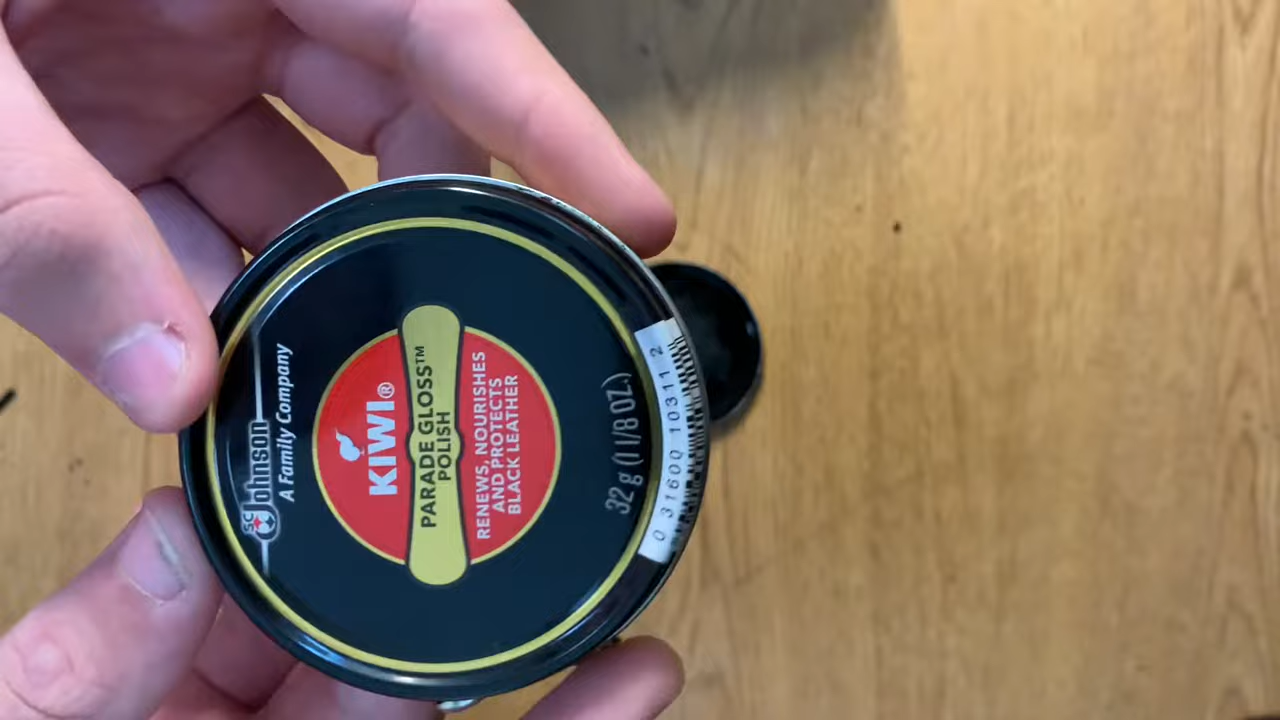 SC Johnson
A Family Company
KIWI®
PARADE GLOSS™
POLISH
RENEWS, NOURISHES
AND PROTECTS
BLACK LEATHER
32 g (1 1/8 OZ.)
0 31600 10311 2